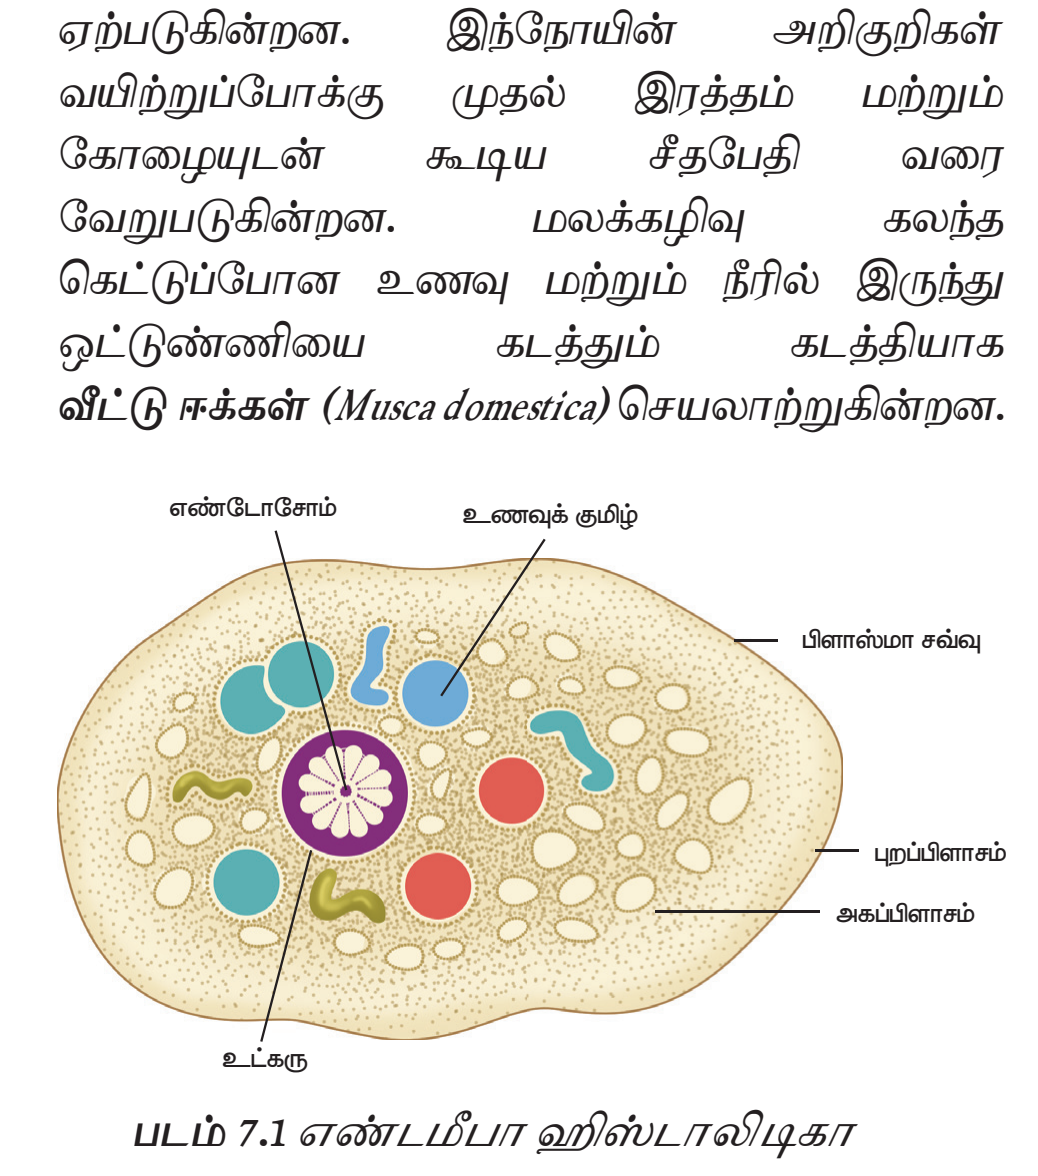 ஏற்படுகின்றன. இந்நோயின் அறிகுறிகள்
வயிற்றுப்போக்கு முதல் இரத்தம் மற்றும்
கோழையுடன் கூடிய சீதபேதி வரை
வேறுபடுகின்றன. மலக்கழிவு கலந்த
கெட்டுப்போன உணவு மற்றும் நீரில் இருந்து
ஒட்டுண்ணியை கடத்தும் கடத்தியாக
வீட்டு ஈக்கள் (Musca domestica) செயலாற்றுகின்றன.
எண்டோசோம்
உணவுக் குமிழ்
பிளாஸ்மா சவ்வு
புறப்பிளாசம்
அகப்பிளாசம்
உட்கரு
படம் 7.1 எண்டமீபா ஹிஸ்டாலிடிகா